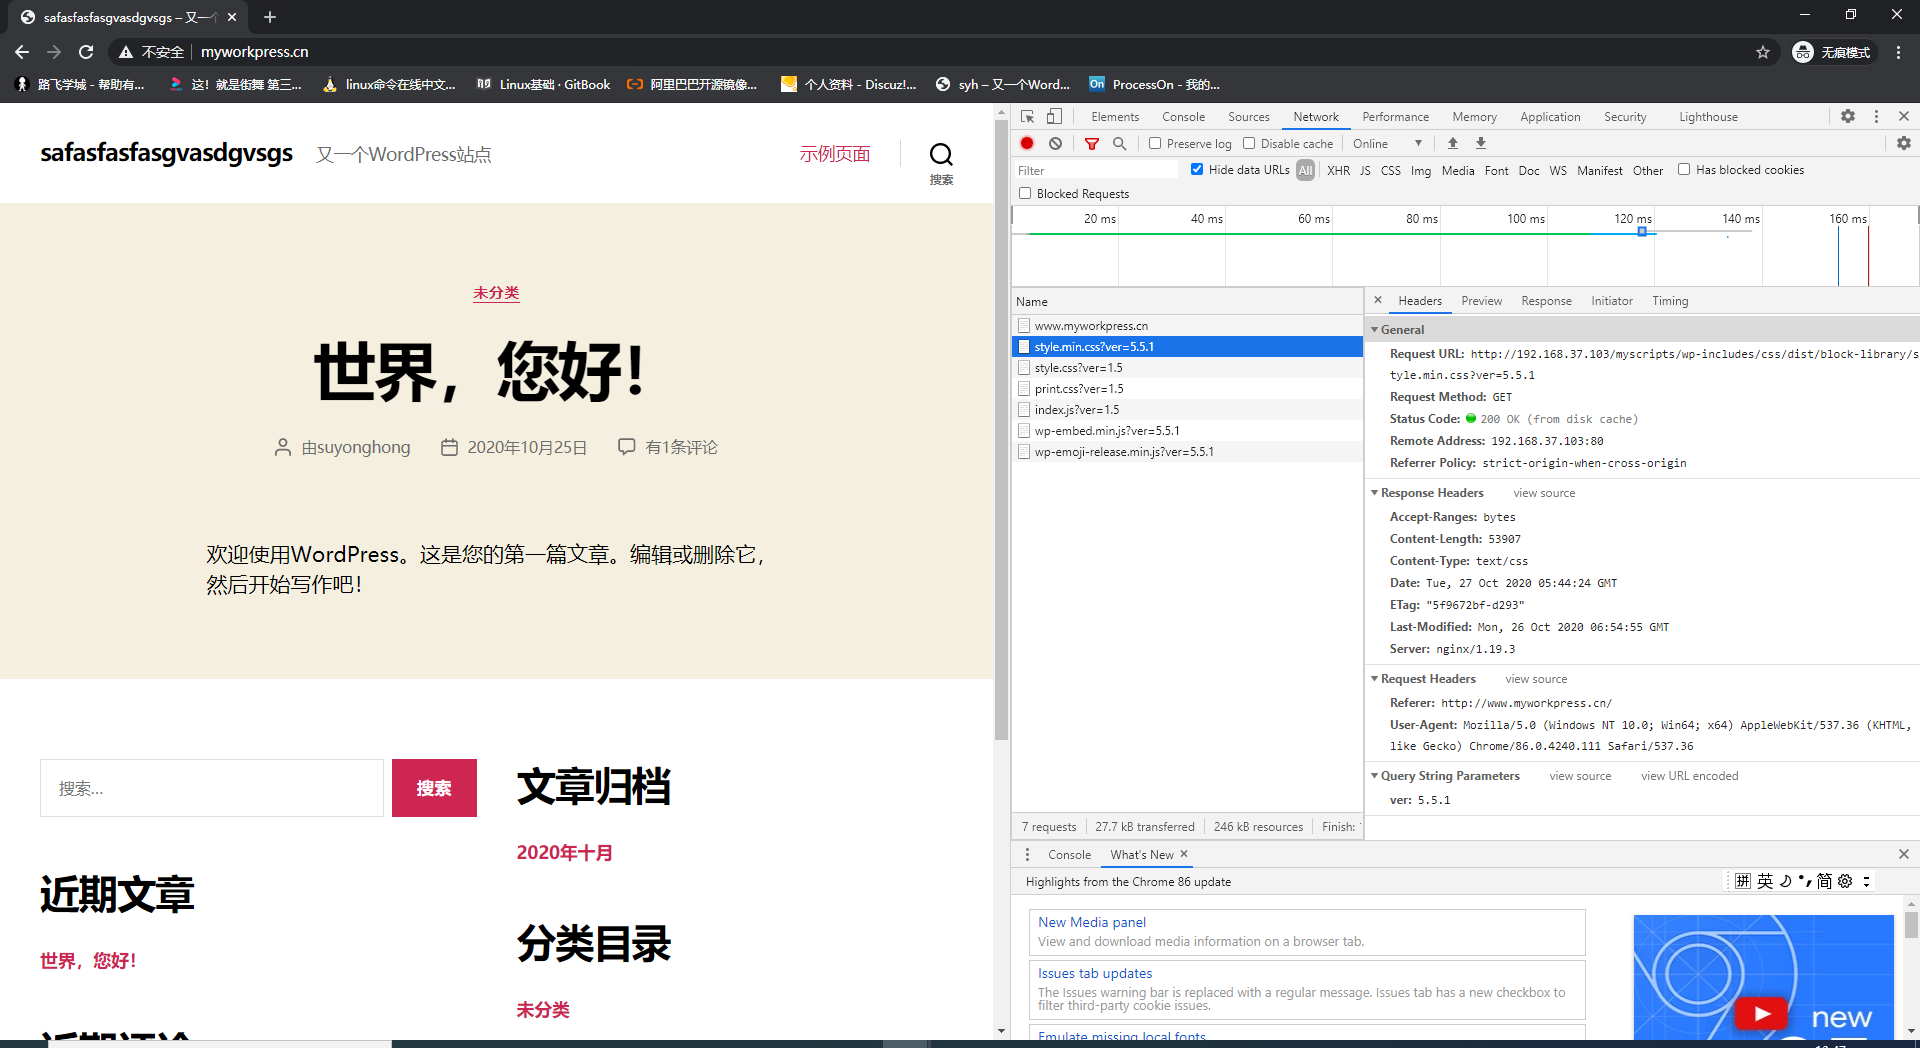 safasfasfasgvasdgvsgs – 又一个
不安全
myworkpress.cn
无痕模式
路飞学城 - 帮助有...
这！就是街舞 第三...
linux命令在线中文...
Linux基础 · GitBook
阿里巴巴开源镜像...
个人资料 - Discuz!...
syh – 又一个Word...
On
ProcessOn - 我的...
safasfasfasgvasdgvsgs
又一个WordPress站点
示例页面
搜索
未分类
世界，您好！
由suyonghong
2020年10月25日
有1条评论
欢迎使用WordPress。这是您的第一篇文章。编辑或删除它，
然后开始写作吧！
搜索...
搜索
近期文章
世界，您好！
近期评论
文章归档
2020年十月
分类目录
未分类
Elements Console Sources Network Performance Memory Application Security Lighthouse
Preserve log Disable cache Online
Filter Hide data URLs All XHR JS CSS Img Media Font Doc WS Manifest Other Has blocked cookies
Blocked Requests
20 ms 40 ms 60 ms 80 ms 100 ms 120 ms 140 ms 160 ms
Name
www.myworkpress.cn
style.min.css?ver=5.5.1
style.css?ver=1.5
print.css?ver=1.5
index.js?ver=1.5
wp-embed.min.js?ver=5.5.1
wp-emoji-release.min.js?ver=5.5.1
7 requests 27.7 kB transferred 246 kB resources Finish:
Headers Preview Response Initiator Timing
General
Request URL: http://192.168.37.103/myscripts/wp-includes/css/dist/block-library/s
tyle.min.css?ver=5.5.1
Request Method: GET
Status Code: 200 OK (from disk cache)
Remote Address: 192.168.37.103:80
Referrer Policy: strict-origin-when-cross-origin
Response Headers view source
Accept-Ranges: bytes
Content-Length: 53907
Content-Type: text/css
Date: Tue, 27 Oct 2020 05:44:24 GMT
ETag: "5f9672bf-d293"
Last-Modified: Mon, 26 Oct 2020 06:54:55 GMT
Server: nginx/1.19.3
Request Headers view source
Referer: http://www.myworkpress.cn/
User-Agent: Mozilla/5.0 (Windows NT 10.0; Win64; x64) AppleWebKit/537.36 (KHTML,
like Gecko) Chrome/86.0.4240.111 Safari/537.36
Query String Parameters view source view URL encoded
ver: 5.5.1
Console What's New
Highlights from the Chrome 86 update
拼 英 简
New Media panel
View and download media information on a browser tab.
Issues tab updates
The Issues warning bar is replaced with a regular message. Issues tab has a new checkbox to
filter third-party cookie issues.
Emulate missing local fonts
new